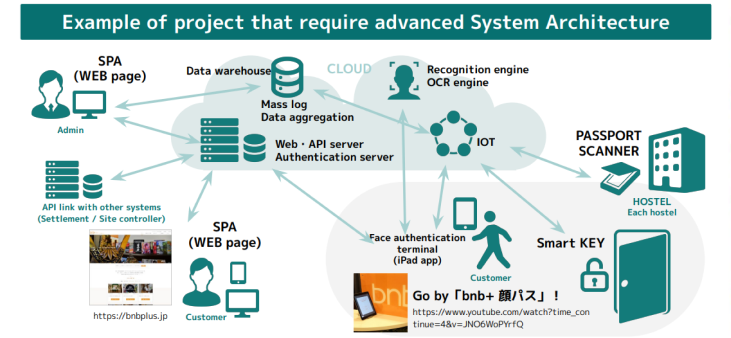 Example of project that require advanced System Architecture
SPA
(WEB page)
Admin
Data warehouse
CLOUD
Mass log
Data aggregation
Recognition engine
OCR engine
Web・API server
Authentication server
IOT
PASSPORT
SCANNER
HOSTEL
Each hostel
API link with other systems
(Settlement / Site controller)
SPA
(WEB page)
Customer
https://bnbplus.jp
Face authentication
terminal
(iPad app)
Customer
Smart KEY
bnb
Go by「bnb+ 顔パス」!
https://www.youtube.com/watch?time_con
tinue=4&v=JNO6WoPYrfQ